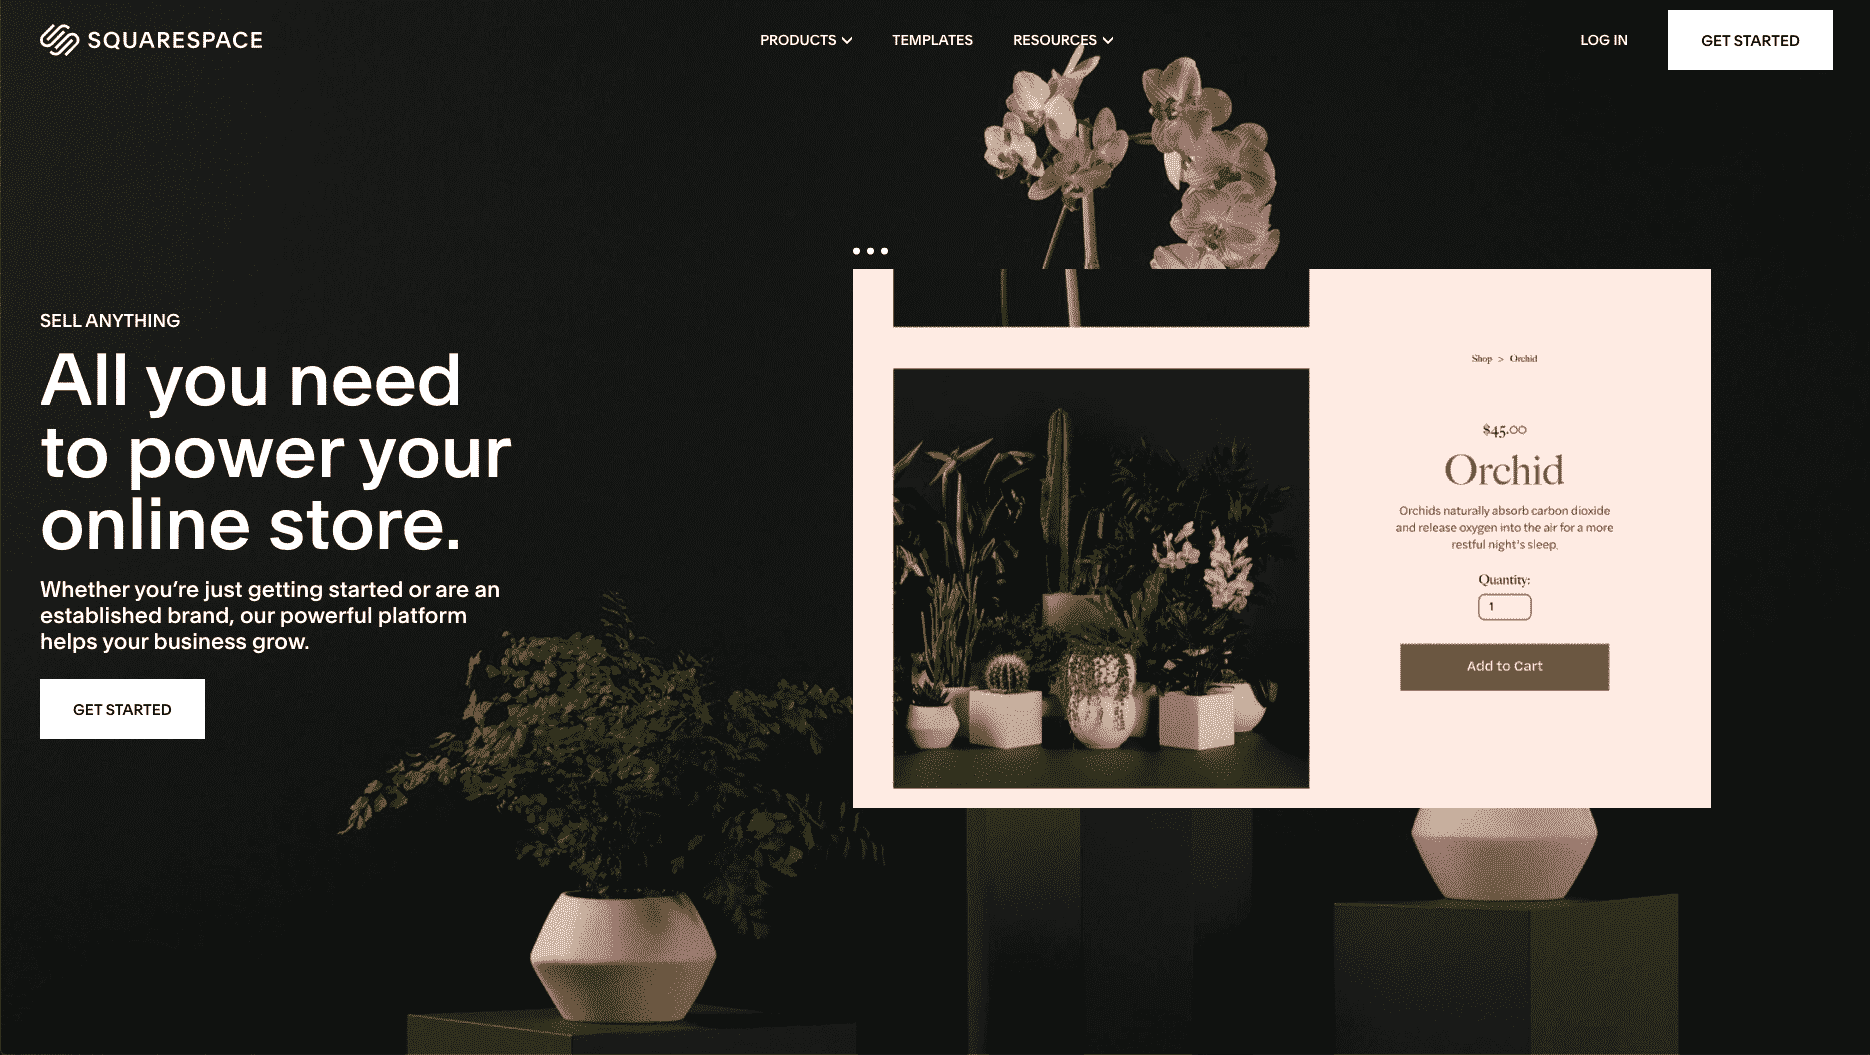 SQUARESPACE
PRODUCTS
TEMPLATES
RESOURCES
LOG IN
GET STARTED
SELL ANYTHING
All you need
to power your
online store.
Whether you’re just getting started or are an
established brand, our powerful platform
helps your business grow.
GET STARTED
Shop > Orchid
$45.00
Orchid
Orchids naturally absorb carbon dioxide
and release oxygen into the air for a more
restful night’s sleep.
Quantity:
1
Add to Cart